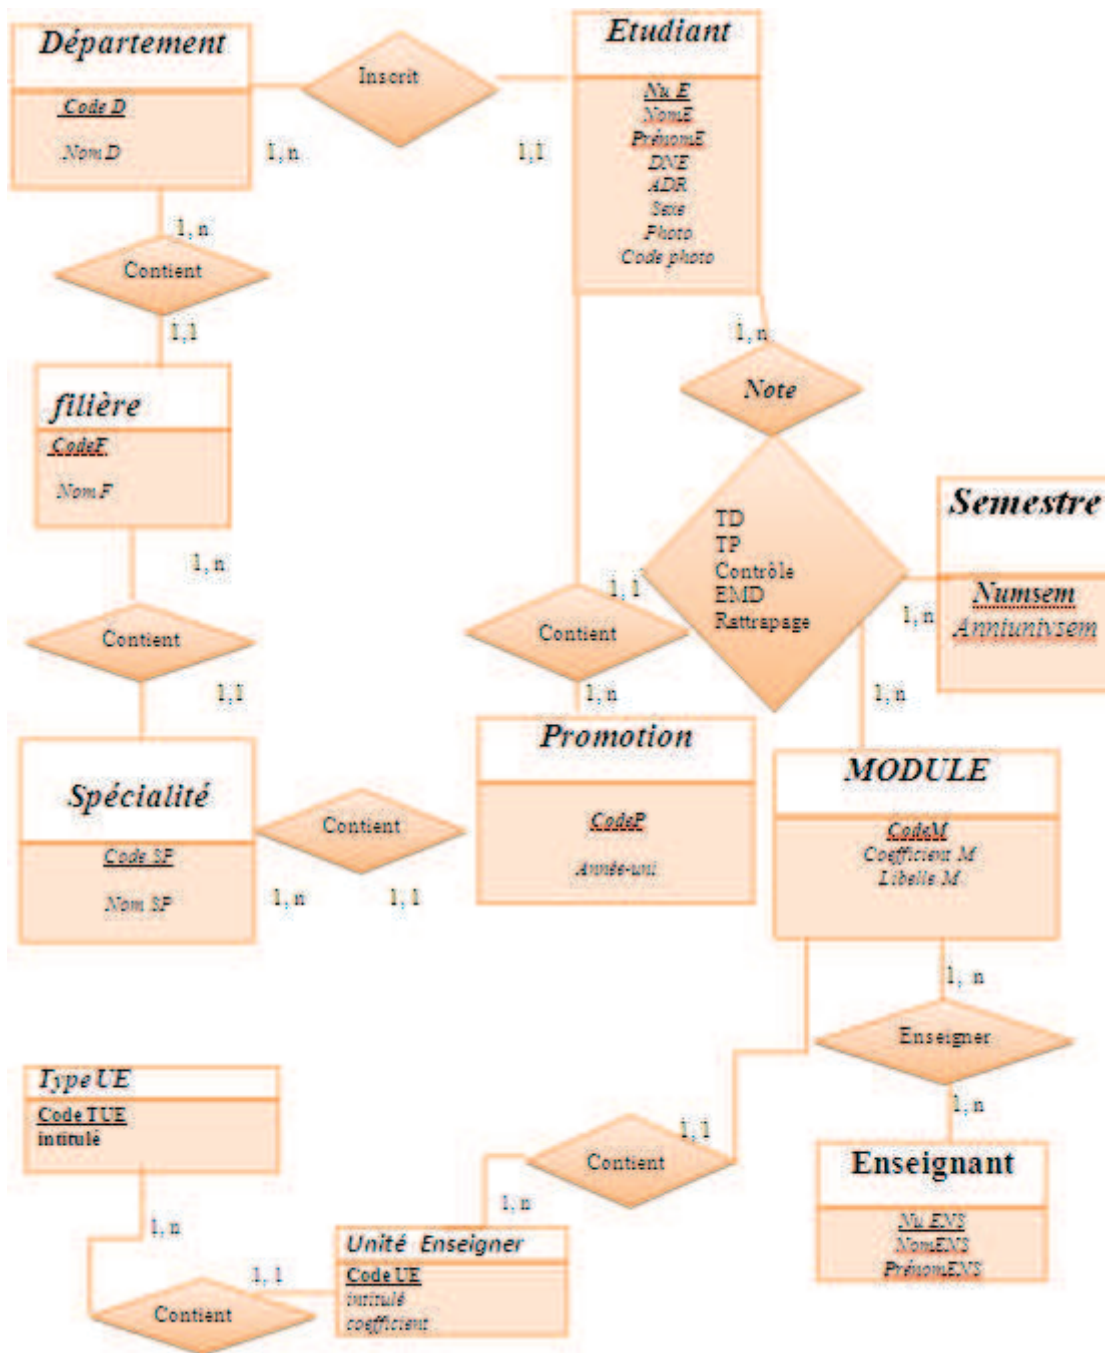 Département
Code D
Nom D
Inscrit
1, n
1,1
Etudiant
Nu E
NomE
PrénomE
DNE
ADR
Sexe
Photo
Code photo
1, n
Contient
1,1
filière
CodeF
Nom F
1, n
Contient
1,1
Spécialité
Code SP
Nom SP
1, n
Contient
1,1
1, n
Note
TD
TP
Contrôle
EMD
Rattrapage
1, n
Semestre
Numsem
Anniunivsem
1, 1
Contient
1, n
Promotion
CodeP
Année-uni
1, n
MODULE
CodeM
Coefficient M
Libelle M
1, n
Enseigner
1, n
Enseignant
Nu ENS
NomENS
PrénomENS
1, 1
Contient
1, n
Type UE
Code TUE
intitulé
1, n
Contient
1, 1
Unité Enseigner
Code UE
intitulé
coefficient